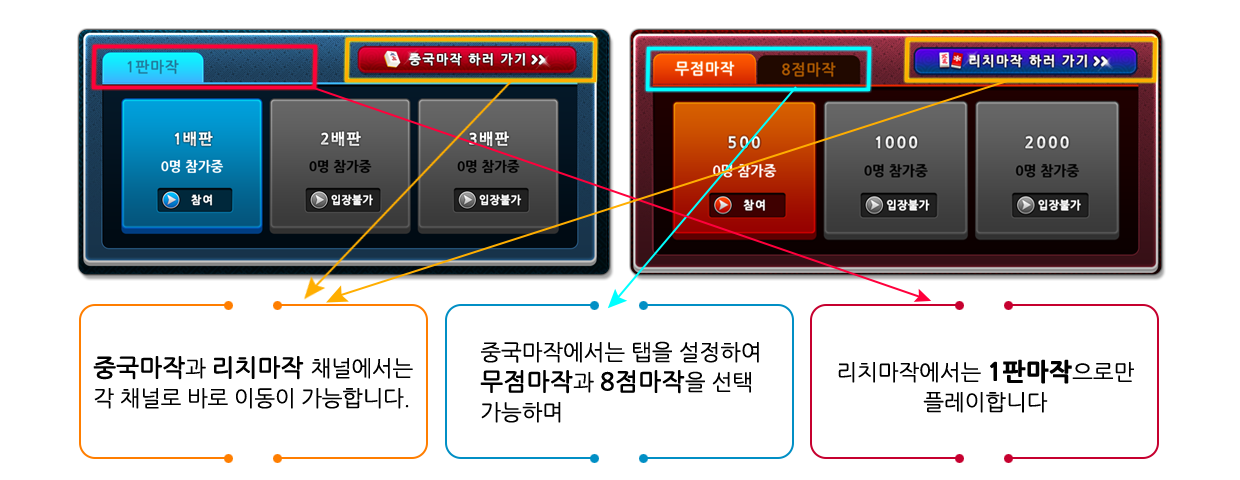 1판마작
중국마작 하러 가기
1배판
0명 참가중
참여
2배판
0명 참가중
입장불가
3배판
0명 참가중
입장불가
무점마작
8점마작
리치마작 하러 가기
500
0명 참가중
참여
1000
0명 참가중
입장불가
2000
0명 참가중
입장불가
중국마작과 리치마작 채널에서는
각 채널로 바로 이동이 가능합니다.
중국마작에서는 탭을 설정하여
무점마작과 8점마작을 선택
가능하며
리치마작에서는 1판마작으로만
플레이합니다